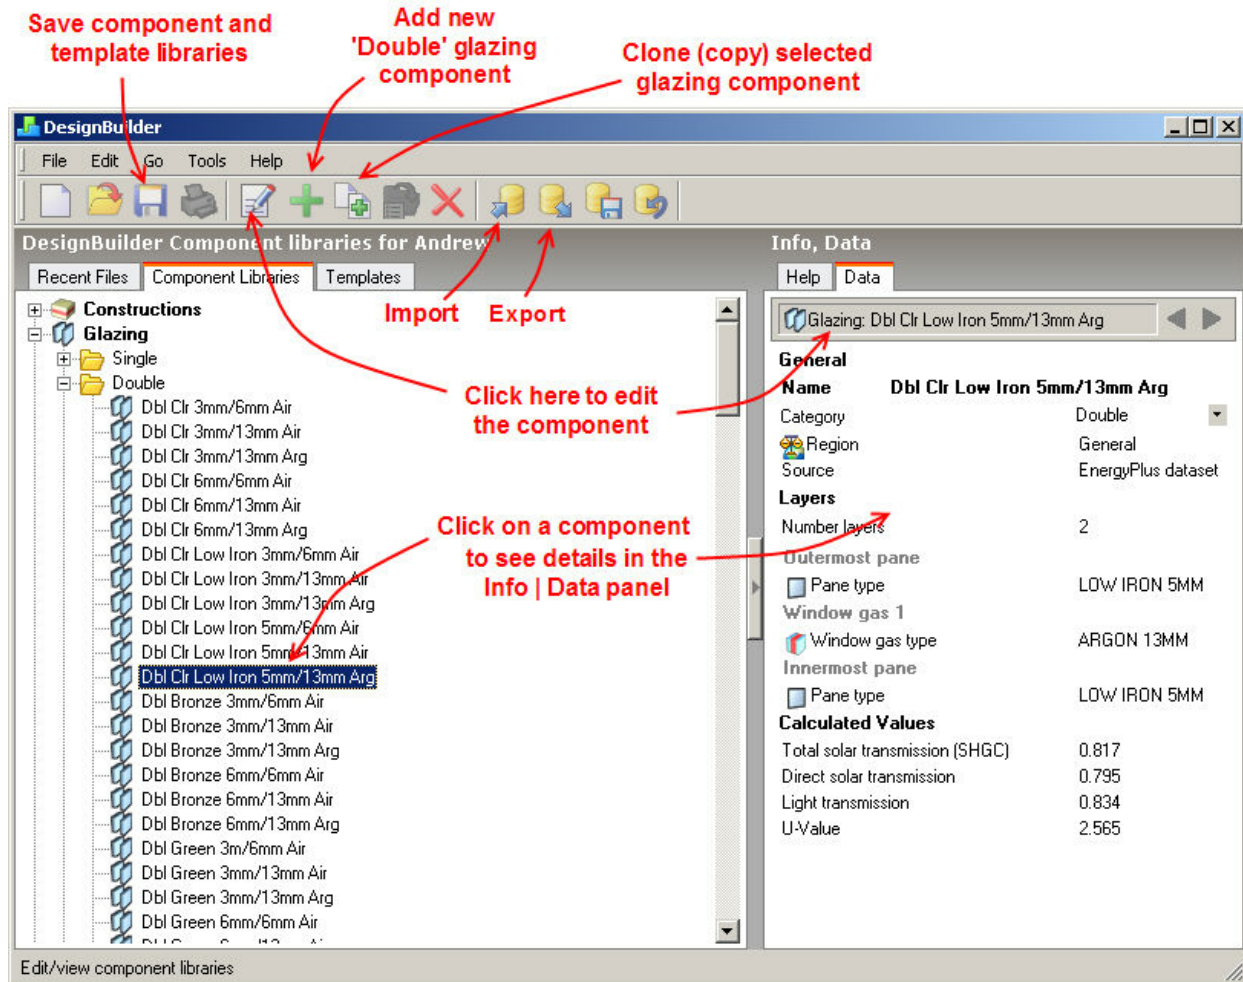 Save component and
template libraries
Add new
'Double' glazing
component
Clone (copy) selected
glazing component
DesignBuilder
File Edit Go Tools Help
DesignBuilder Component libraries for Andrew
Recent Files Component Libraries Templates
Import Export
Constructions
Glazing
Single
Double
Dbl Clr 3mm/6mm Air
Dbl Clr 3mm/13mm Air
Dbl Clr 3mm/13mm Arg
Dbl Clr 6mm/6mm Air
Dbl Clr 6mm/13mm Air
Dbl Clr 6mm/13mm Arg
Dbl Clr Low Iron 3mm/6mm Air
Dbl Clr Low Iron 3mm/13mm Air
Dbl Clr Low Iron 3mm/13mm Arg
Dbl Clr Low Iron 5mm/6mm Air
Dbl Clr Low Iron 5mm/13mm Air
Dbl Clr Low Iron 5mm/13mm Arg
Dbl Bronze 3mm/6mm Air
Dbl Bronze 3mm/13mm Air
Dbl Bronze 3mm/13mm Arg
Dbl Bronze 6mm/6mm Air
Dbl Bronze 6mm/13mm Air
Dbl Bronze 6mm/13mm Arg
Dbl Green 3m/6mm Air
Dbl Green 3mm/13mm Air
Dbl Green 3mm/13mm Arg
Dbl Green 6mm/6mm Air
Click here to edit
the component
Click on a component
to see details in the
Info | Data panel
Info, Data
Help Data
Glazing: Dbl Clr Low Iron 5mm/13mm Arg
General
Name Dbl Clr Low Iron 5mm/13mm Arg
Category Double
Region General
Source EnergyPlus dataset
Layers
Number layers 2
Outermost pane
Pane type LOW IRON 5MM
Window gas 1
Window gas type ARGON 13MM
Innermost pane
Pane type LOW IRON 5MM
Calculated Values
Total solar transmission (SHGC) 0.817
Direct solar transmission 0.795
Light transmission 0.834
U-Value 2.565
Edit/view component libraries